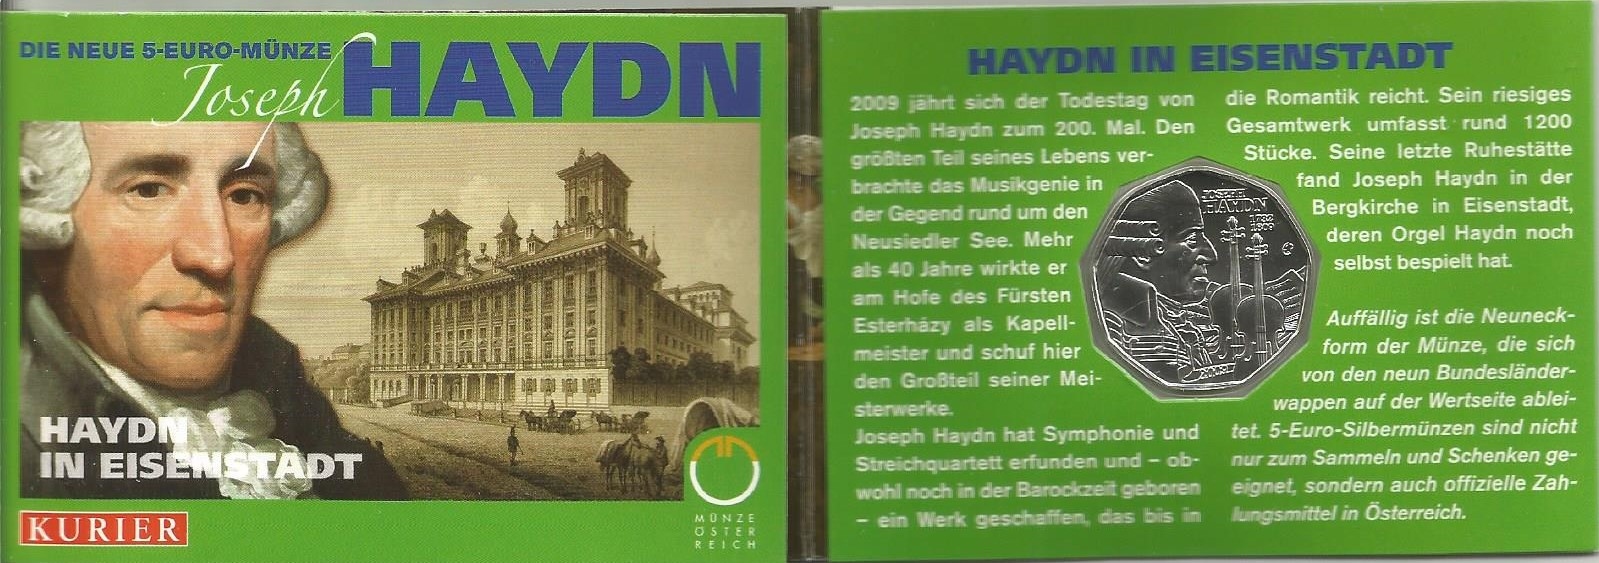 DIE NEUE 5-EURO-MÜNZE
Joseph HAYDN
HAYDN
IN EISENSTADT
KURIER
MÜNZE
ÖSTER
REICH
HAYDN IN EISENSTADT
2009 jährt sich der Todestag von
Joseph Haydn zum 200. Mal. Den
größten Teil seines Lebens ver-
brachte das Musikgenie in
der Gegend rund um den
Neusiedler See. Mehr
als 40 Jahre wirkte er
am Hofe des Fürsten
Esterházy als Kapell-
meister und schuf hier
den Großteil seiner Mei-
sterwerke.
Joseph Haydn hat Symphonie und
Streichquartett erfunden und – ob-
wohl noch in der Barockzeit geboren
– ein Werk geschaffen, das bis in
die Romantik reicht. Sein riesiges
Gesamtwerk umfasst rund 1200
Stücke. Seine letzte Ruhestätte
fand Joseph Haydn in der
Bergkirche in Eisenstadt,
deren Orgel Haydn noch
selbst bespielt hat.
Auffällig ist die Neuneck-
form der Münze, die sich
von den neun Bundesländer-
wappen auf der Wertseite ablei-
tet. 5-Euro-Silbermünzen sind nicht
nur zum Sammeln und Schenken ge-
eignet, sondern auch offizielle Zah-
lungsmittel in Österreich.
JOSEPH
HAYDN
1732
1809